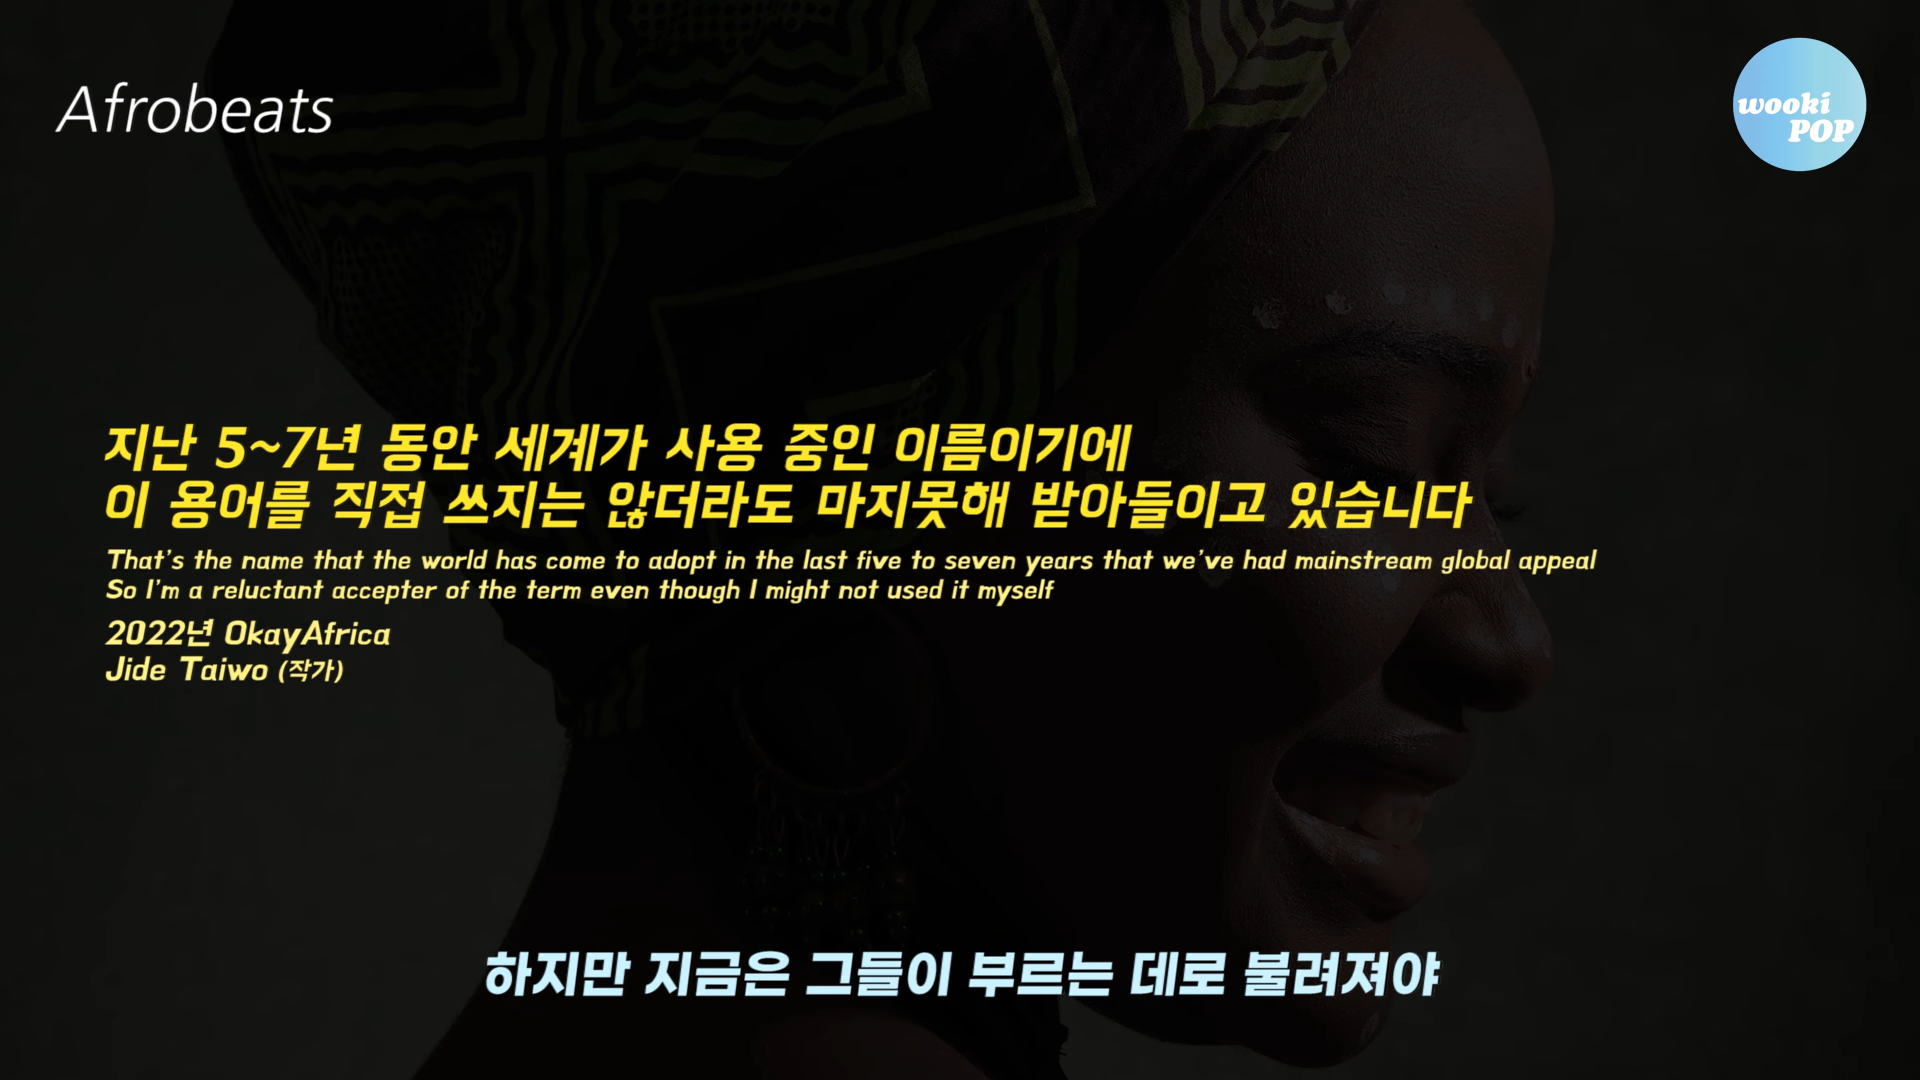 Afrobeats
wooki
POP
지난 5~7년 동안 세계가 사용 중인 이름이기에
이 용어를 직접 쓰지는 않더라도 마지못해 받아들이고 있습니다
That's the name that the world has come to adopt in the last five to seven years that we've had mainstream global appeal
So I'm a reluctant accepter of the term even though I might not used it myself
2022년 OkayAfrica
Jide Taiwo (작가)
하지만 지금은 그들이 부르는 데로 불려져야